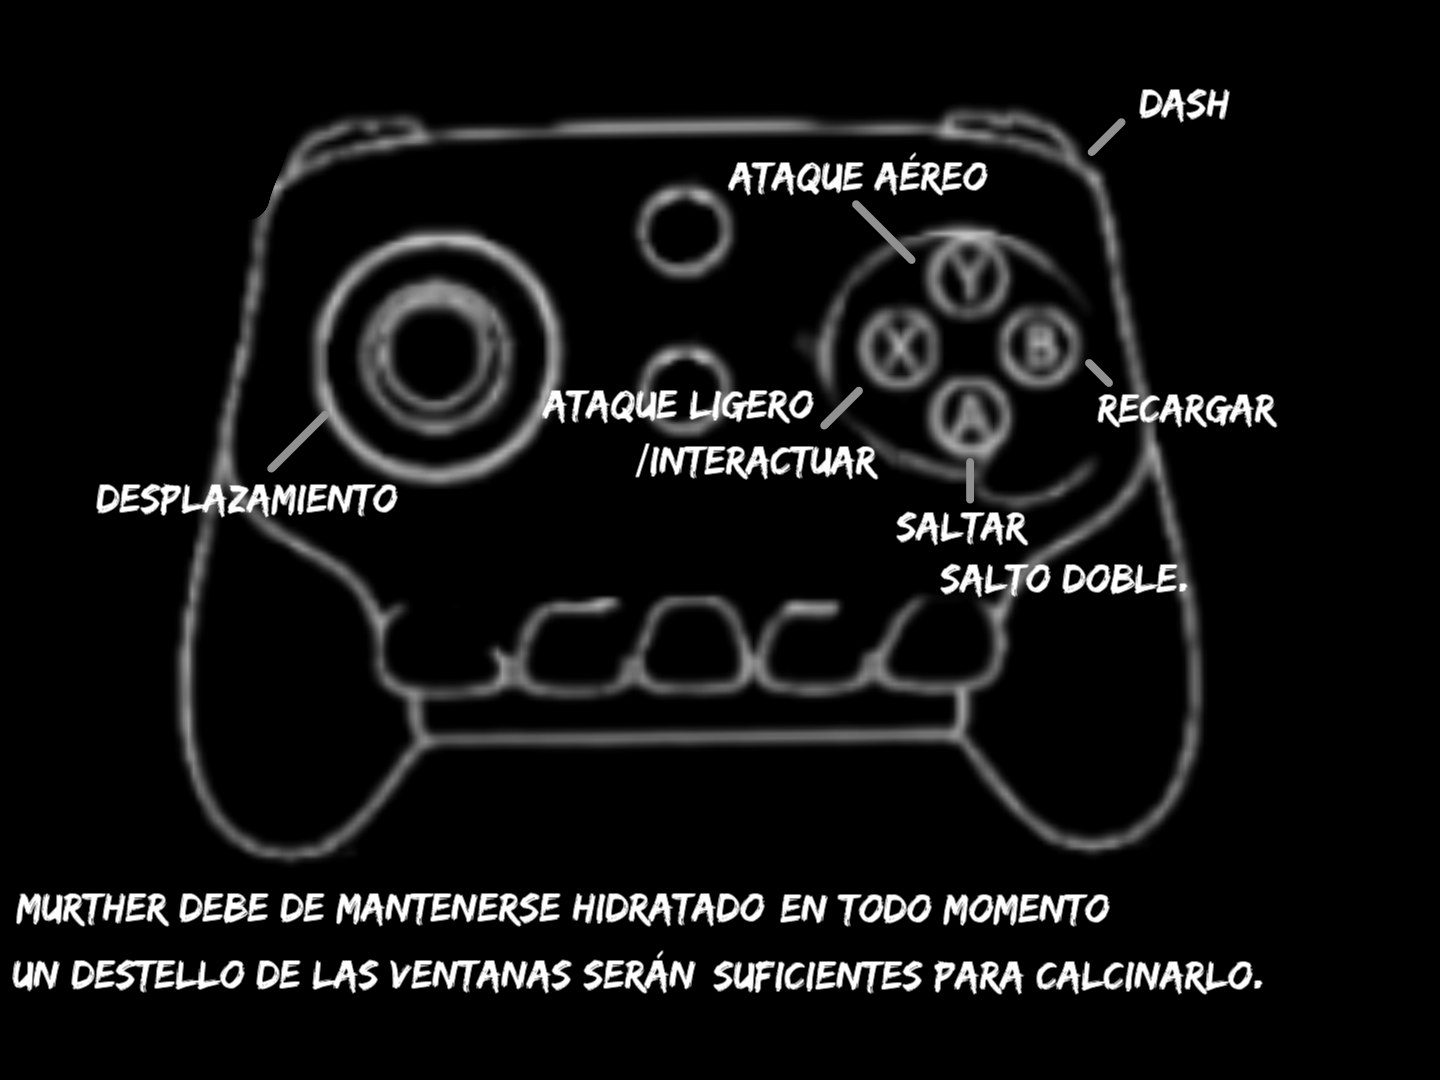 DASH
ATAQUE AÉREO
Y
X
B
A
ATAQUE LIGERO
/INTERACTUAR
RECARGAR
DESPLAZAMIENTO
SALTAR
SALTO DOBLE.
MURTHER DEBE DE MANTENERSE HIDRATADO EN TODO MOMENTO
UN DESTELLO DE LAS VENTANAS SERÁN SUFICIENTES PARA CALCINARLO.